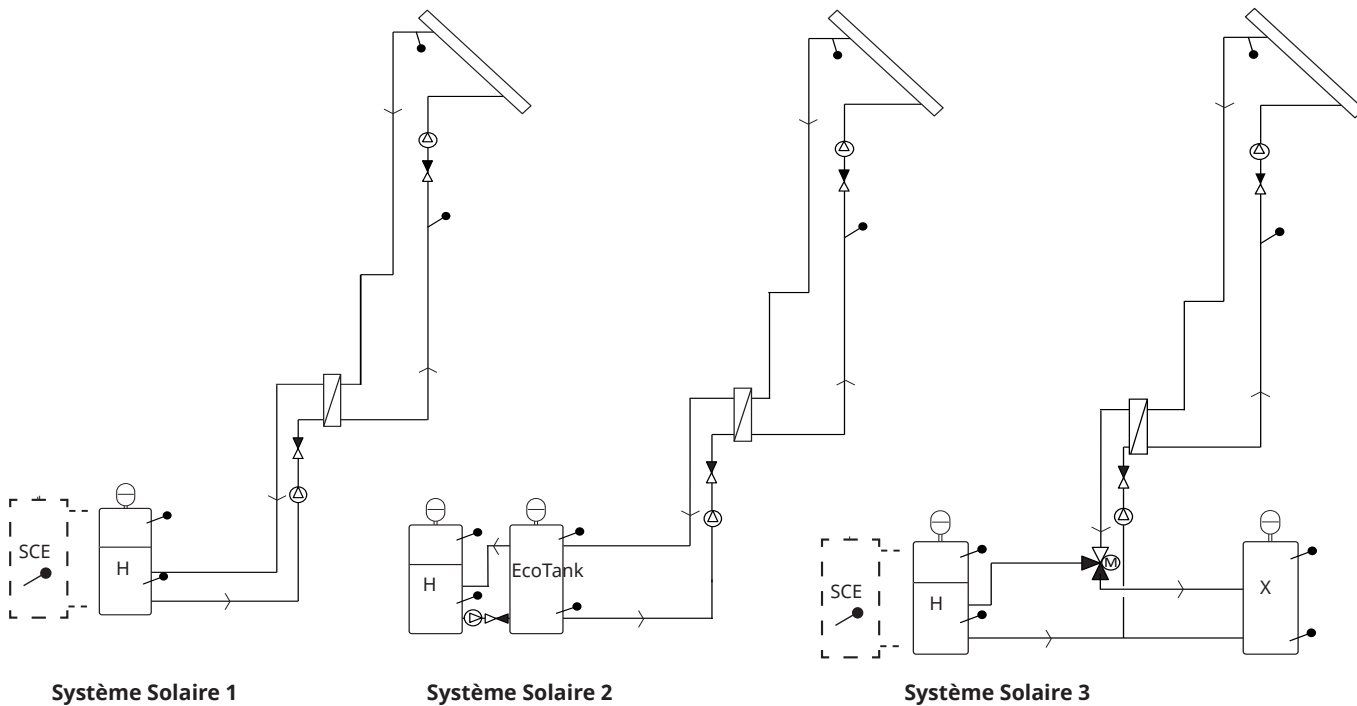 SCE
H
H
EcoTank
SCE
H
M
X
Système Solaire 1
Système Solaire 2
Système Solaire 3